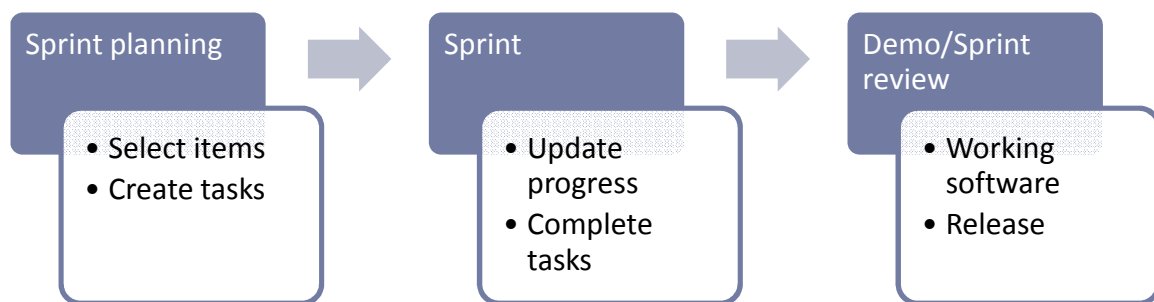 Sprint planning
• Select items
• Create tasks
Sprint
• Update
progress
• Complete
tasks
Demo/Sprint
review
• Working
software
• Release